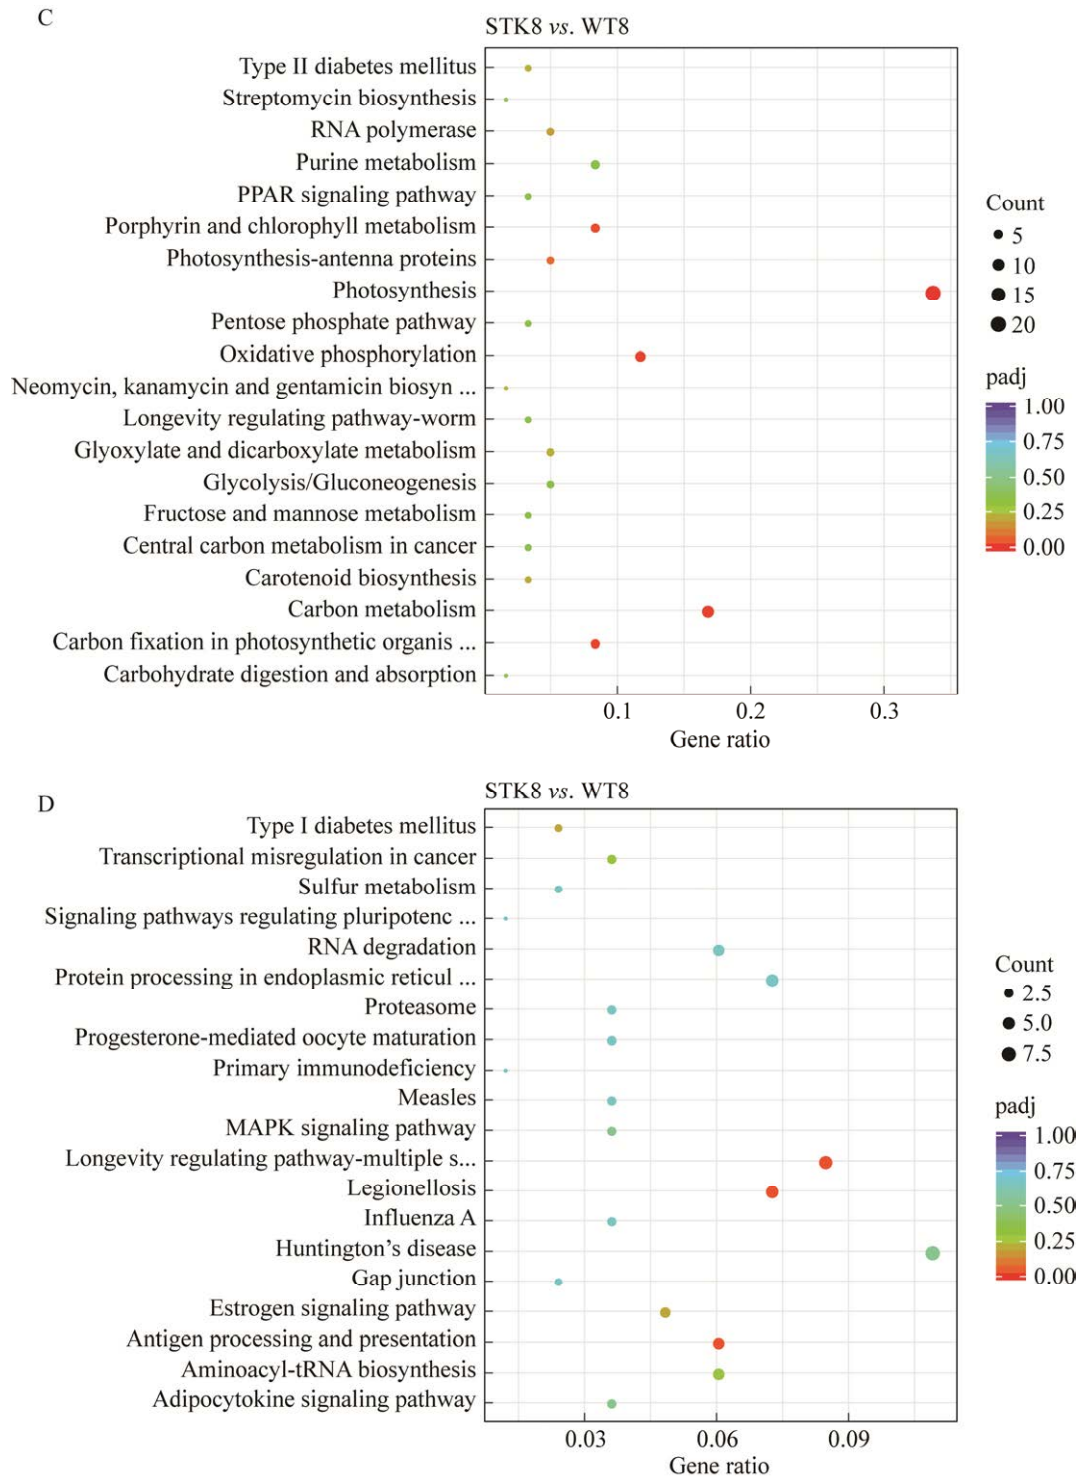 C
STK8 vs. WT8
Type II diabetes mellitus
Streptomycin biosynthesis
RNA polymerase
Purine metabolism
PPAR signaling pathway
Porphyrin and chlorophyll metabolism
Photosynthesis-antenna proteins
Photosynthesis
Pentose phosphate pathway
Oxidative phosphorylation
Neomycin, kanamycin and gentamicin biosyn ...
Longevity regulating pathway-worm
Glyoxylate and dicarboxylate metabolism
Glycolysis/Gluconeogenesis
Fructose and mannose metabolism
Central carbon metabolism in cancer
Carotenoid biosynthesis
Carbon metabolism
Carbon fixation in photosynthetic organis ...
Carbohydrate digestion and absorption
0.1 0.2 0.3
Gene ratio
Count
5
10
15
20
padj
1.00
0.75
0.50
0.25
0.00
D
STK8 vs. WT8
Type I diabetes mellitus
Transcriptional misregulation in cancer
Sulfur metabolism
Signaling pathways regulating pluripotenc ...
RNA degradation
Protein processing in endoplasmic reticul ...
Proteasome
Progesterone-mediated oocyte maturation
Primary immunodeficiency
Measles
MAPK signaling pathway
Longevity regulating pathway-multiple s...
Legionellosis
Influenza A
Huntington's disease
Gap junction
Estrogen signaling pathway
Antigen processing and presentation
Aminoacyl-tRNA biosynthesis
Adipocytokine signaling pathway
0.03 0.06 0.09
Gene ratio
Count
2.5
5.0
7.5
padj
1.00
0.75
0.50
0.25
0.00